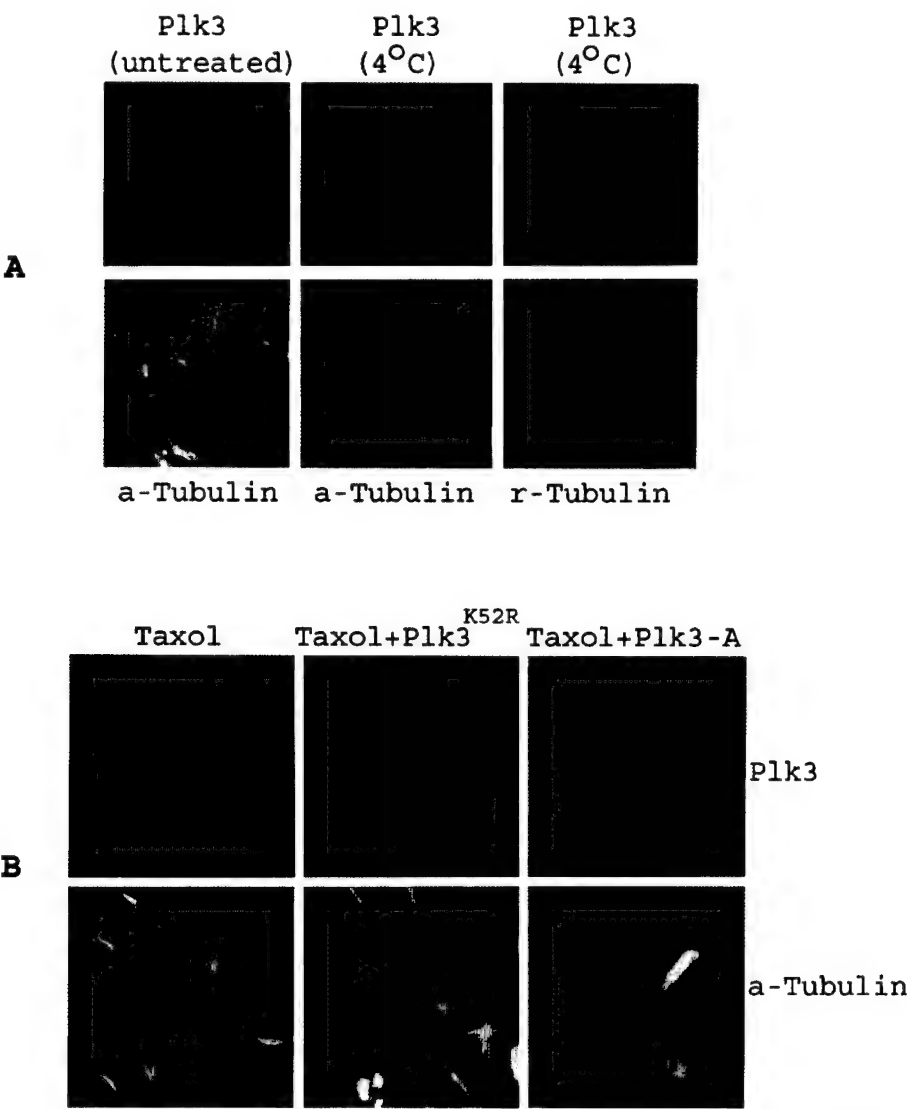 Plk3 Plk3 Plk3
(untreated) (4°C) (4°C)
A
a-Tubulin a-Tubulin r-Tubulin
Taxol Taxol+Plk3K52R Taxol+Plk3-A
Plk3
B
a-Tubulin